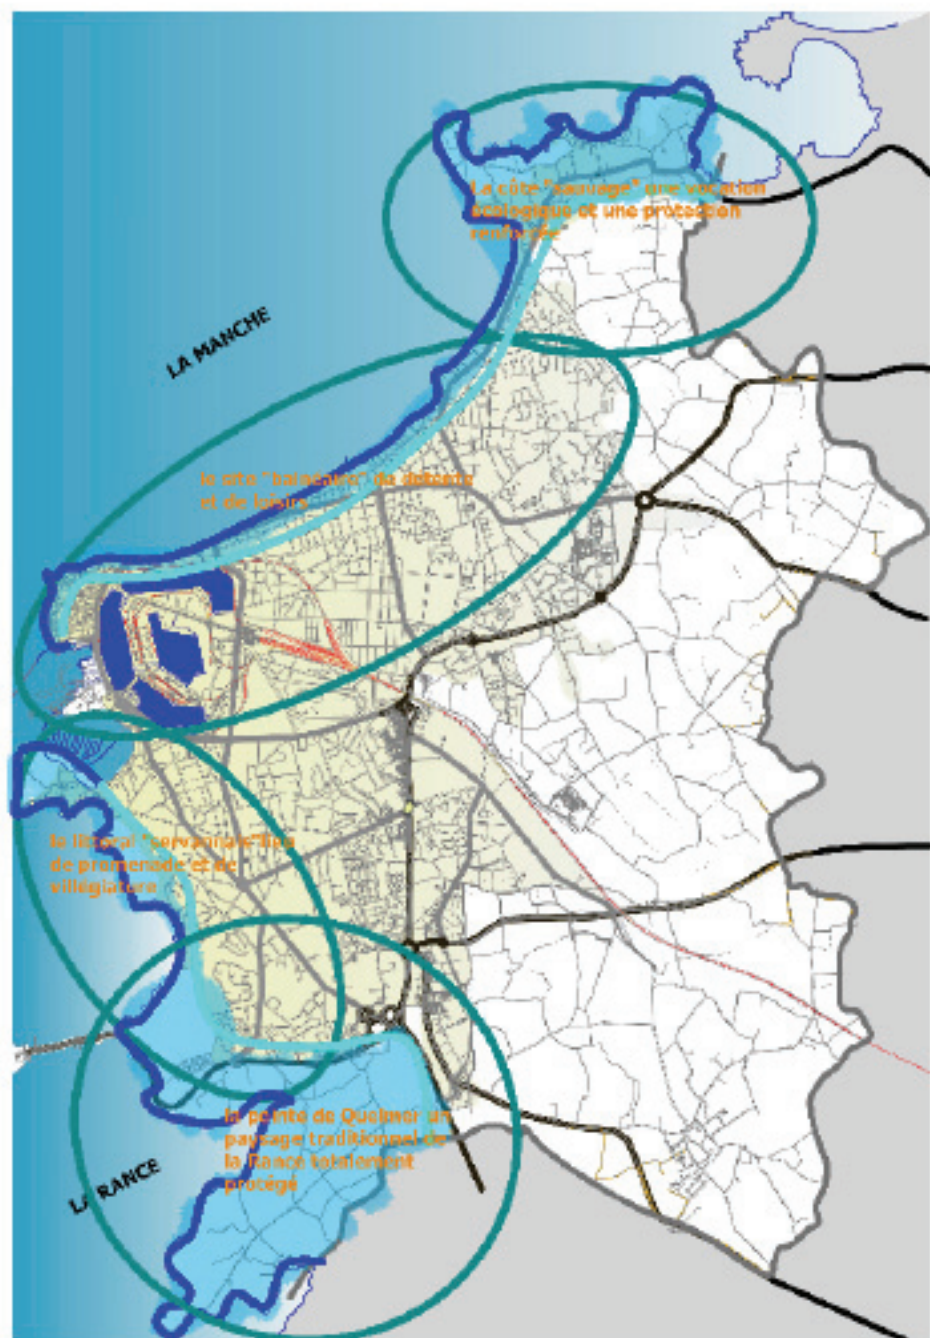 La côte "sauvage" une vocation
écologique et une protection
renforcée
LA MANCHE
le site "balnéaire" de détente
et de loisirs
le littoral "servannais" lieu
de promenade et de
villégiature
la pointe de Quelmer un
paysage traditionnel de
la Rance totalement
protégé
LA RANCE